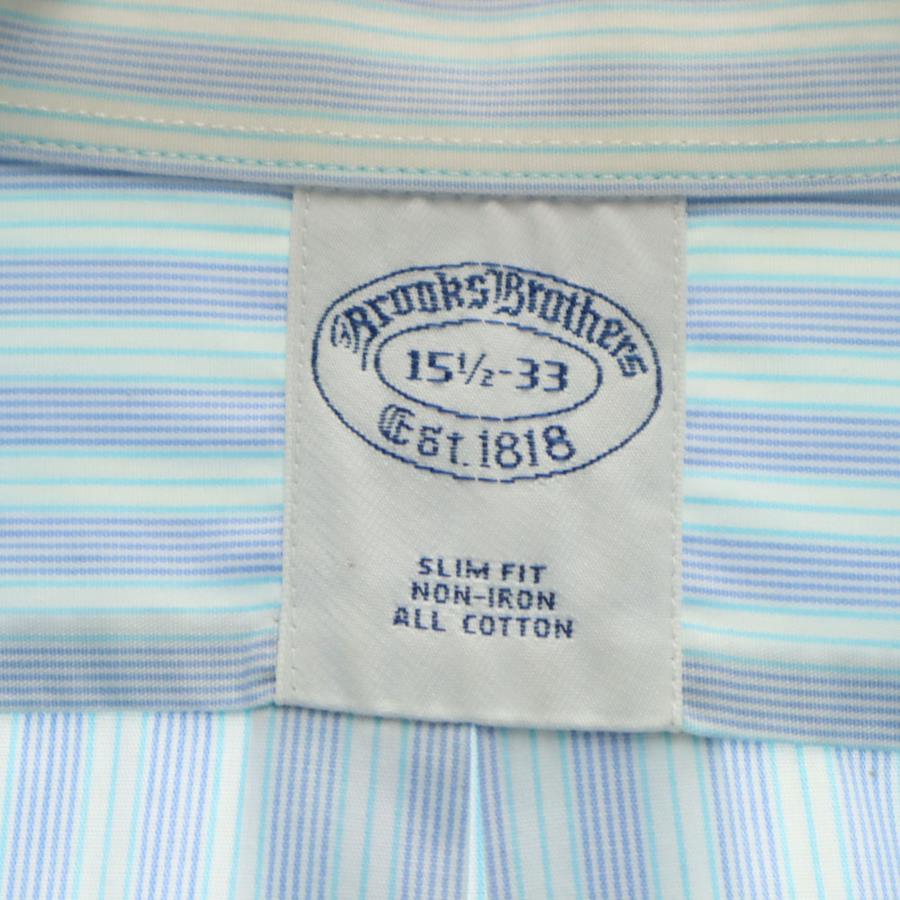 Brooks Brothers
15½-33
Est. 1818
SLIM FIT
NON-IRON
ALL COTTON